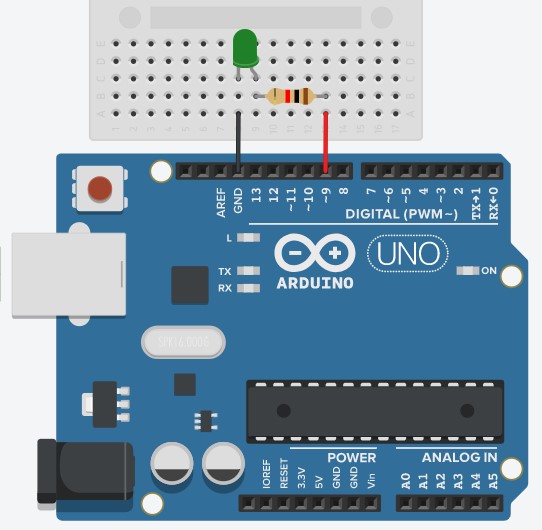 E E
D D
C C
B B
A A
AREF
GND
13
12
~11
~10
~9
8
7
~6
~5
4
~3
2
TX→1
RX←0
DIGITAL (PWM~)
L
TX
RX
UNO
ON
ARDUINO
POWER
ANALOG IN
IOREF
RESET
3.3V
5V
GND
GND
Vin
A0
A1
A2
A3
A4
A5